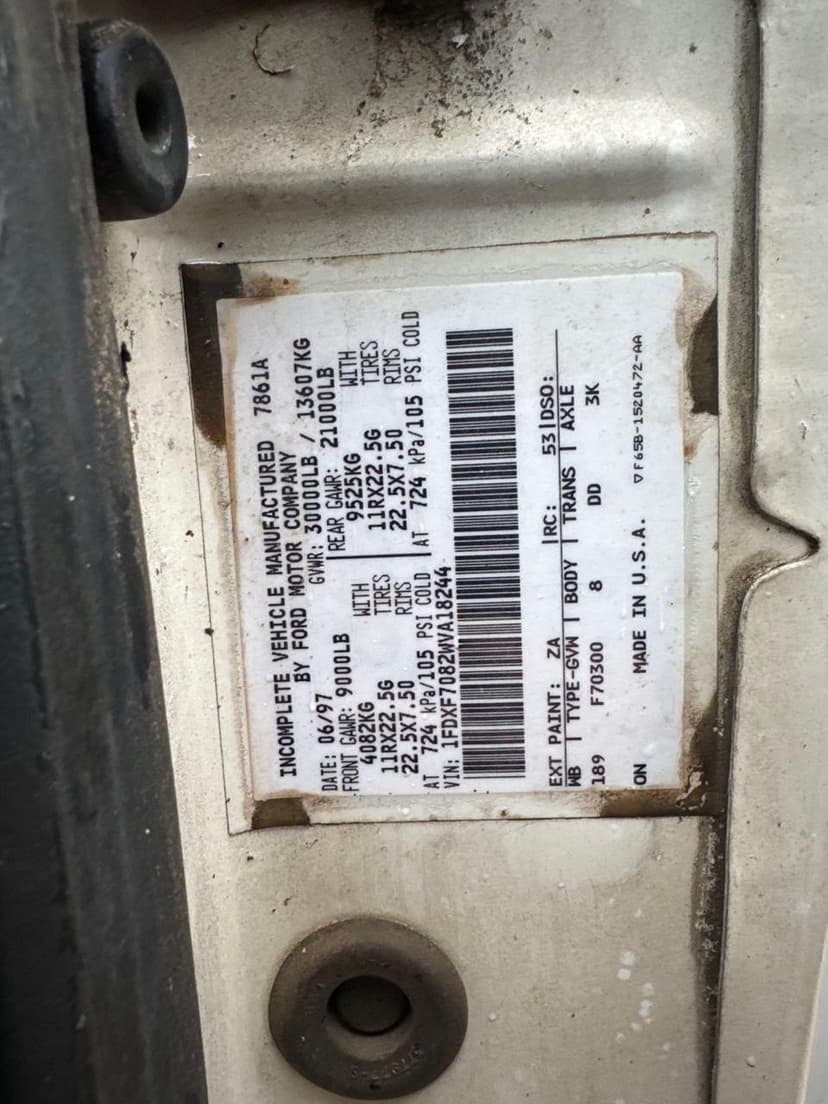 INCOMPLETE VEHICLE MANUFACTURED 7861A
BY FORD MOTOR COMPANY
DATE: 06/97 GVWR: 30000LB / 13607KG
FRONT GAWR: 9000LB REAR GAWR: 21000LB
4082KG WITH 9525KG WITH
11RX22.5G TIRES 11RX22.5G TIRES
22.5X7.50 RIMS 22.5X7.50 RIMS
AT 724 kPa/105 PSI COLD AT 724 kPa/105 PSI COLD
VIN: 1FDXF7082WVA18244
EXT PAINT: ZA RC: 53 DSO:
WB | TYPE-GVW | BODY | TRANS | AXLE
189 F70300 8 DD 3K
QN MADE IN U.S.A. ▽F65B-1520472-AA